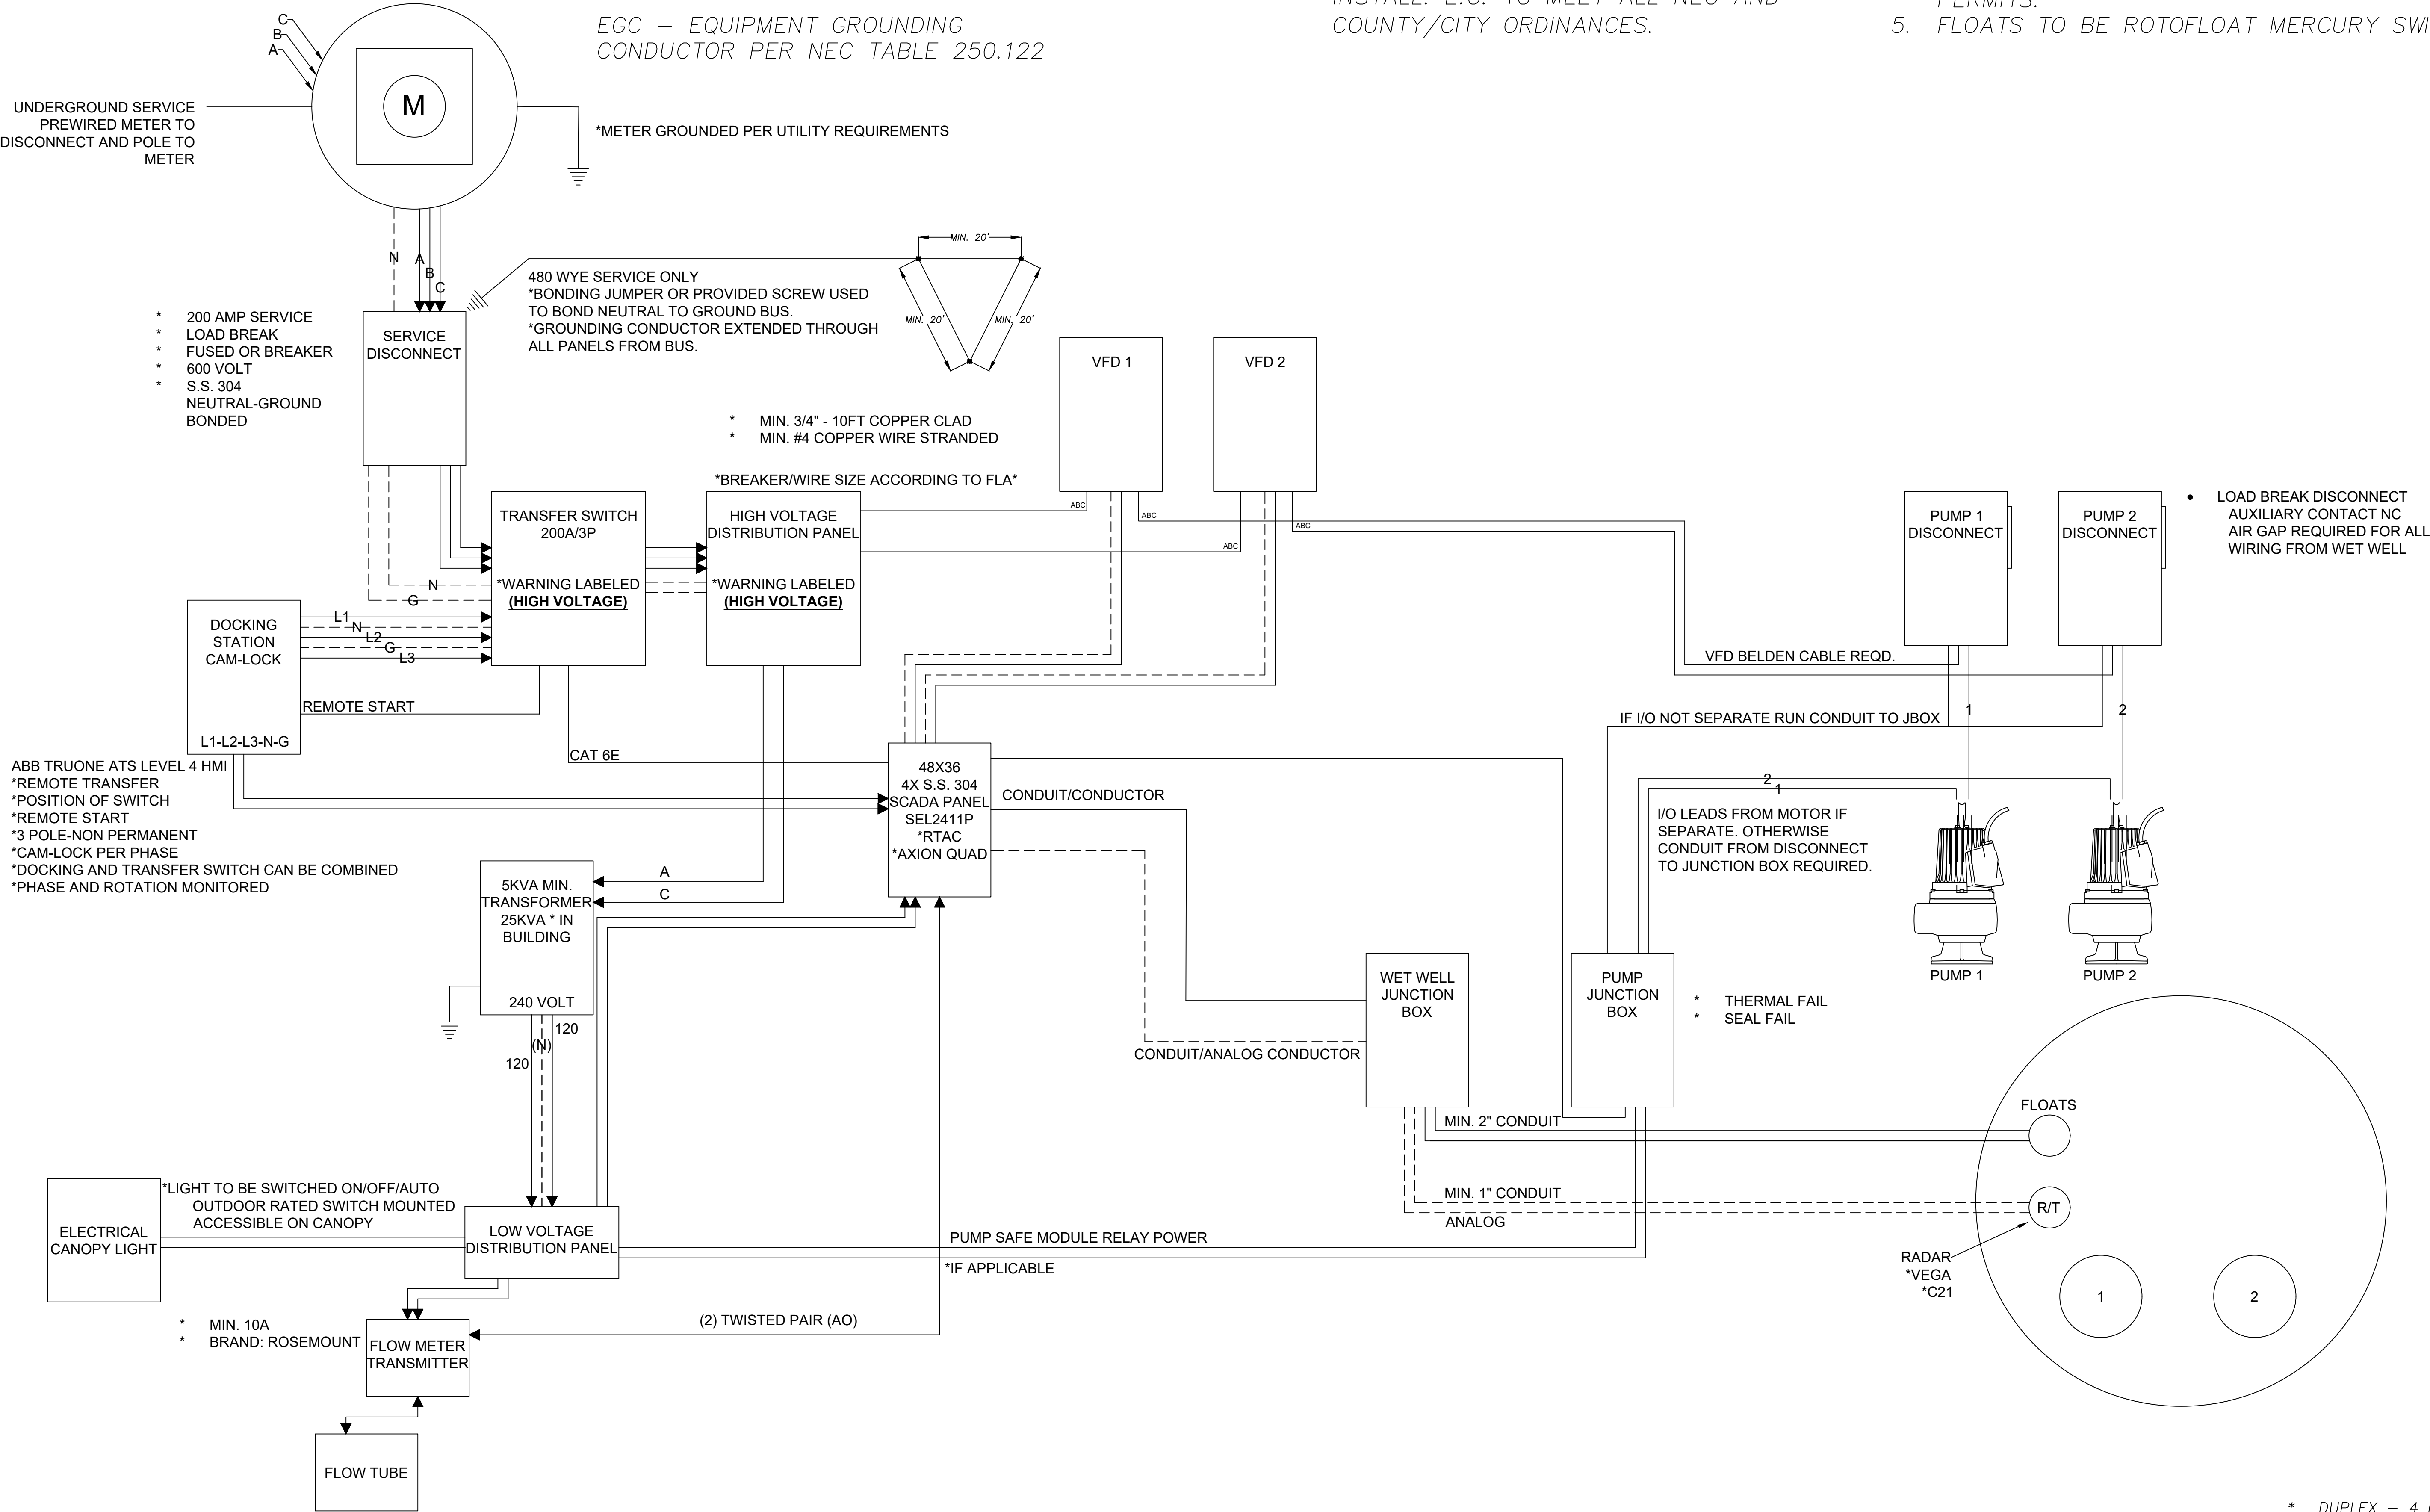 EGC – EQUIPMENT GROUNDING
CONDUCTOR PER NEC TABLE 250.122
INSTALL. E.C. TO MEET ALL NEC AND
COUNTY/CITY ORDINANCES.
PERMITS.
5. FLOATS TO BE ROTOFLOAT MERCURY SWI
C
B
A
M
UNDERGROUND SERVICE
PREWIRED METER TO
DISCONNECT AND POLE TO
METER
*METER GROUNDED PER UTILITY REQUIREMENTS
N
A
B
C
MIN. 20'
MIN. 20'
MIN. 20'
480 WYE SERVICE ONLY
*BONDING JUMPER OR PROVIDED SCREW USED
TO BOND NEUTRAL TO GROUND BUS.
*GROUNDING CONDUCTOR EXTENDED THROUGH
ALL PANELS FROM BUS.
* 200 AMP SERVICE
* LOAD BREAK
* FUSED OR BREAKER
* 600 VOLT
* S.S. 304
NEUTRAL-GROUND
BONDED
SERVICE
DISCONNECT
VFD 1
VFD 2
* MIN. 3/4" - 10FT COPPER CLAD
* MIN. #4 COPPER WIRE STRANDED
*BREAKER/WIRE SIZE ACCORDING TO FLA*
TRANSFER SWITCH
200A/3P
*WARNING LABELED
(HIGH VOLTAGE)
HIGH VOLTAGE
DISTRIBUTION PANEL
*WARNING LABELED
(HIGH VOLTAGE)
ABC
ABC
ABC
ABC
PUMP 1
DISCONNECT
PUMP 2
DISCONNECT
• LOAD BREAK DISCONNECT
AUXILIARY CONTACT NC
AIR GAP REQUIRED FOR ALL
WIRING FROM WET WELL
N
G
L1
N
L2
G
L3
DOCKING
STATION
CAM-LOCK
L1-L2-L3-N-G
REMOTE START
CAT 6E
VFD BELDEN CABLE REQD.
IF I/O NOT SEPARATE RUN CONDUIT TO JBOX
1
2
ABB TRUONE ATS LEVEL 4 HMI
*REMOTE TRANSFER
*POSITION OF SWITCH
*REMOTE START
*3 POLE-NON PERMANENT
*CAM-LOCK PER PHASE
*DOCKING AND TRANSFER SWITCH CAN BE COMBINED
*PHASE AND ROTATION MONITORED
48X36
4X S.S. 304
SCADA PANEL
SEL2411P
*RTAC
*AXION QUAD
CONDUIT/CONDUCTOR
2
1
I/O LEADS FROM MOTOR IF
SEPARATE. OTHERWISE
CONDUIT FROM DISCONNECT
TO JUNCTION BOX REQUIRED.
A
C
5KVA MIN.
TRANSFORMER
25KVA * IN
BUILDING
240 VOLT
120
(N)
120
WET WELL
JUNCTION
BOX
PUMP
JUNCTION
BOX
* THERMAL FAIL
* SEAL FAIL
PUMP 1
PUMP 2
CONDUIT/ANALOG CONDUCTOR
MIN. 2" CONDUIT
FLOATS
MIN. 1" CONDUIT
ANALOG
R/T
RADAR
*VEGA
*C21
1
2
ELECTRICAL
CANOPY LIGHT
*LIGHT TO BE SWITCHED ON/OFF/AUTO
OUTDOOR RATED SWITCH MOUNTED
ACCESSIBLE ON CANOPY
LOW VOLTAGE
DISTRIBUTION PANEL
PUMP SAFE MODULE RELAY POWER
*IF APPLICABLE
* MIN. 10A
* BRAND: ROSEMOUNT
FLOW METER
TRANSMITTER
(2) TWISTED PAIR (AO)
FLOW TUBE
* DUPLEX – 4